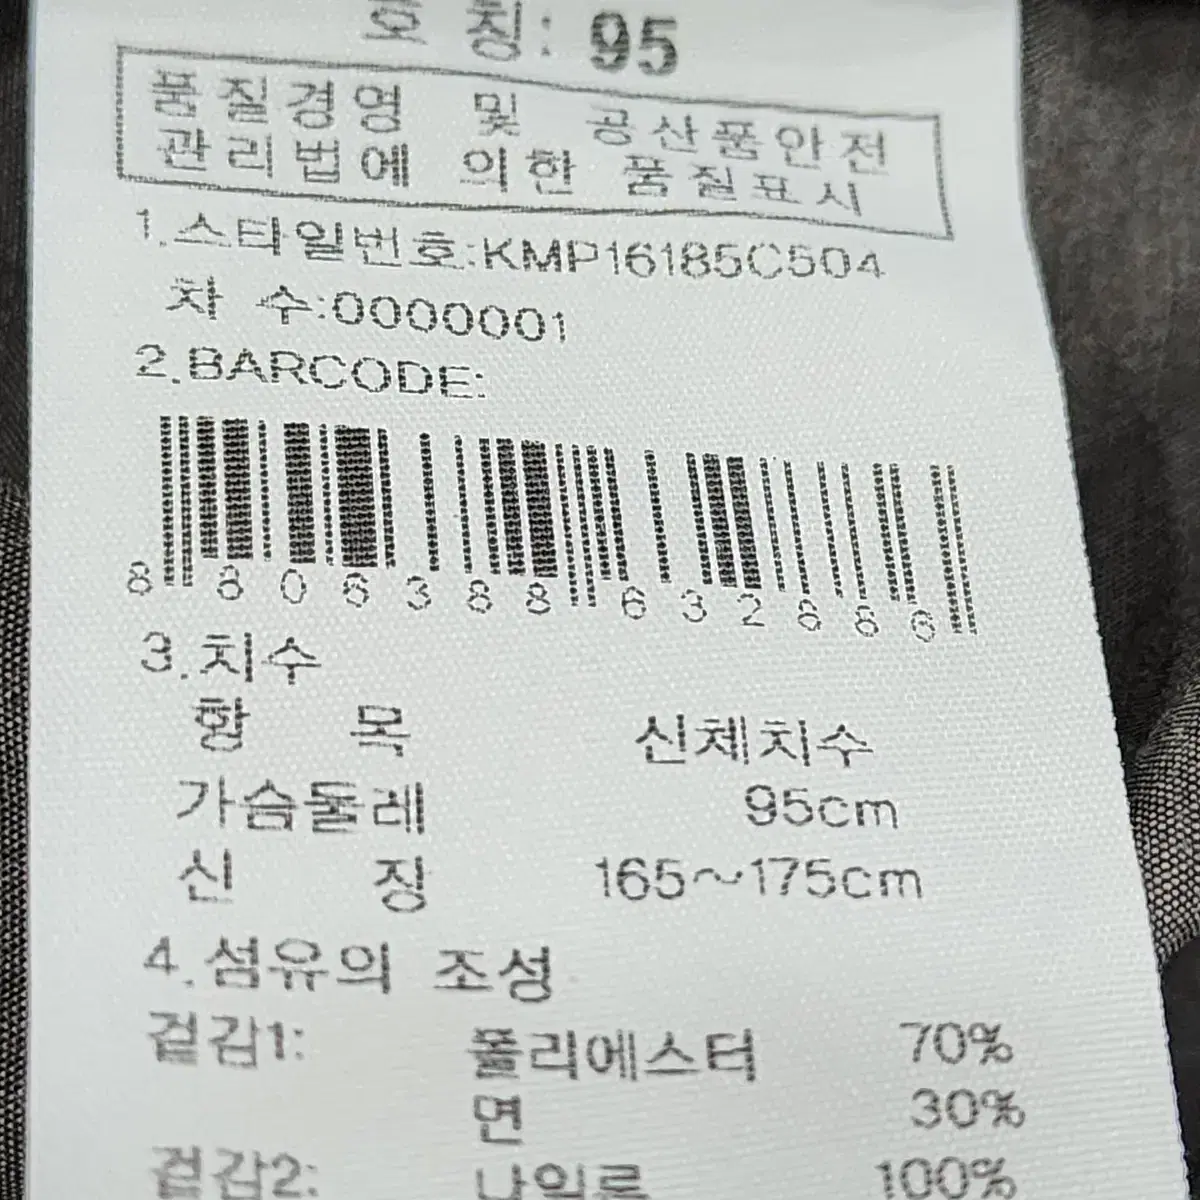 호 칭: 95
품질경영 및 공산품안전
관리법에 의한 품질표시
1.스타일번호:KMP16185C504
차 수:0000001
2.BARCODE:
8 806388 632688
3.치수
항 목 신체치수
가슴둘레 95cm
신 장 165~175cm
4.섬유의 조성
겉감1: 폴리에스터 70%
면 30%
겉감2: 나일론 100%